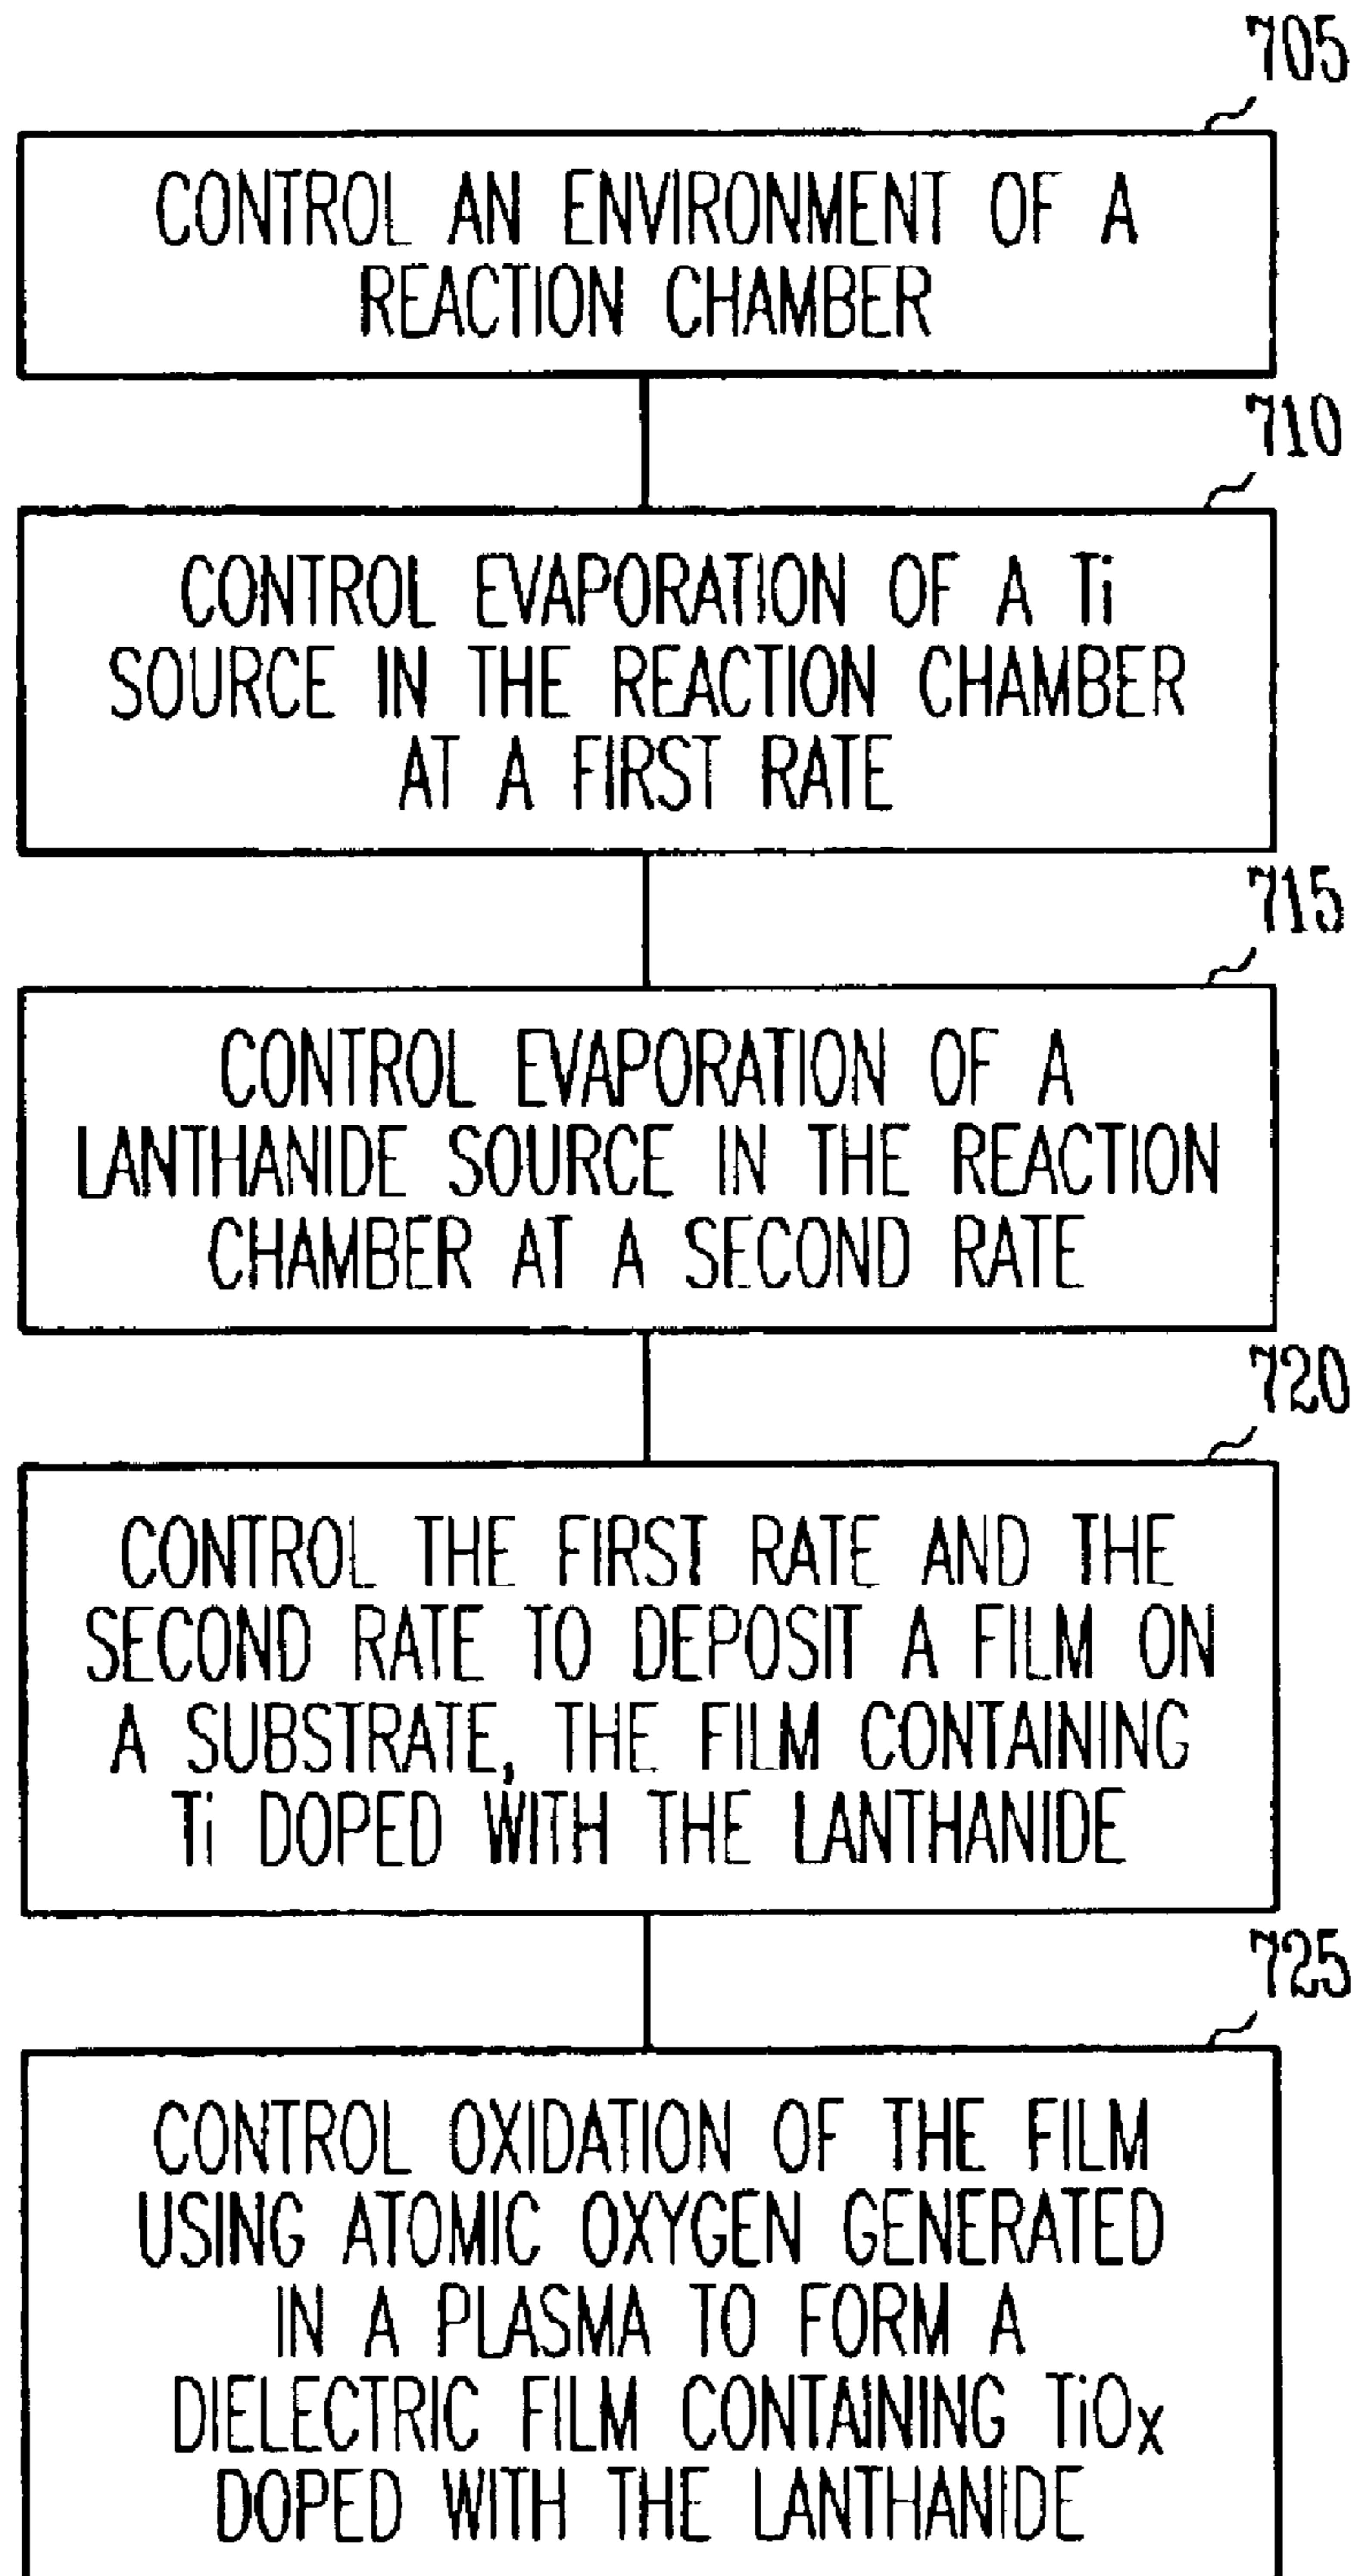 705
CONTROL AN ENVIRONMENT OF A
REACTION CHAMBER
710
CONTROL EVAPORATION OF A Ti
SOURCE IN THE REACTION CHAMBER
AT A FIRST RATE
715
CONTROL EVAPORATION OF A
LANTHANIDE SOURCE IN THE REACTION
CHAMBER AT A SECOND RATE
720
CONTROL THE FIRST RATE AND THE
SECOND RATE TO DEPOSIT A FILM ON
A SUBSTRATE, THE FILM CONTAINING
Ti DOPED WITH THE LANTHANIDE
725
CONTROL OXIDATION OF THE FILM
USING ATOMIC OXYGEN GENERATED
IN A PLASMA TO FORM A
DIELECTRIC FILM CONTAINING TiOx
DOPED WITH THE LANTHANIDE